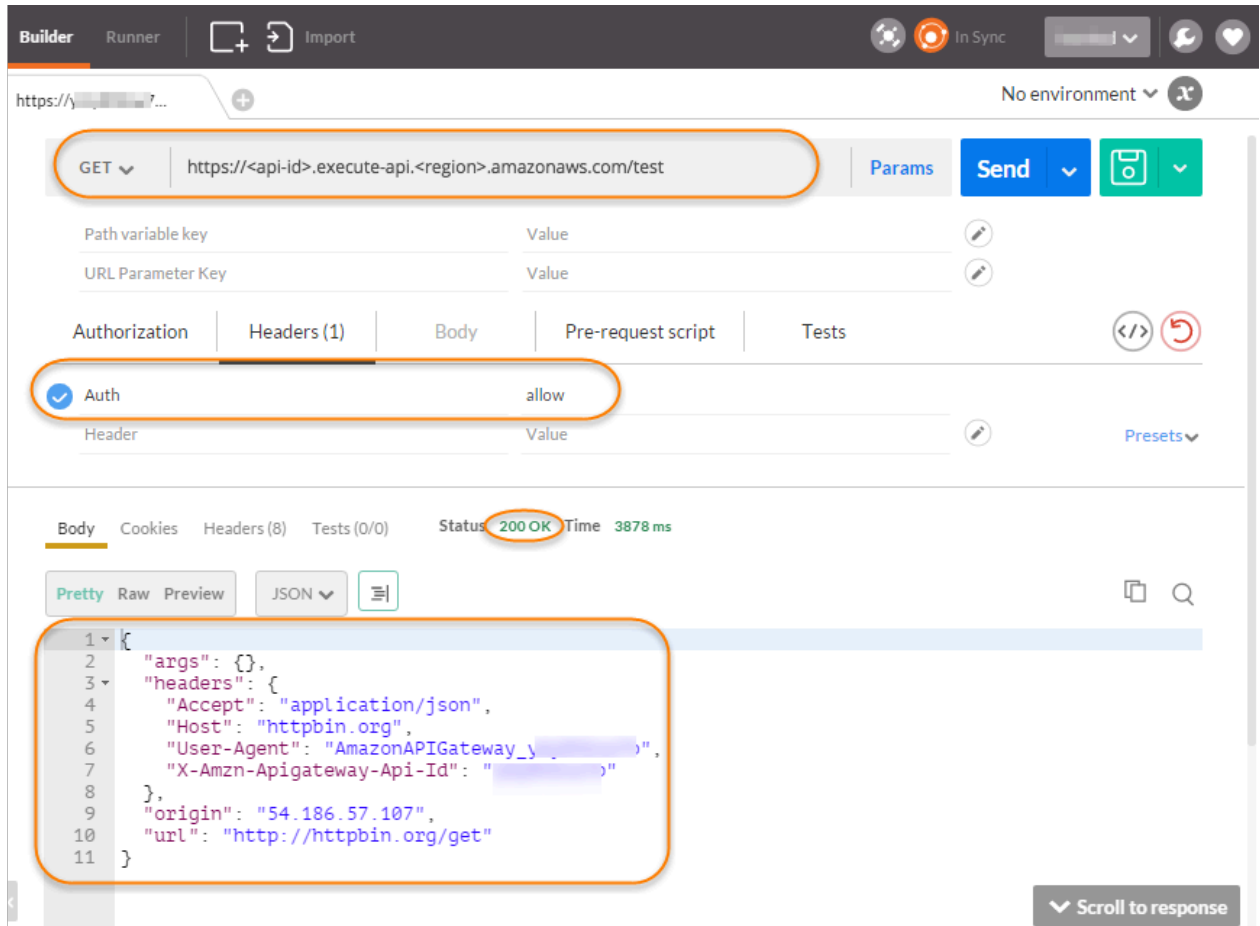 Builder Runner Import In Sync
https://y 7... No environment x
GET https://<api-id>.execute-api.<region>.amazonaws.com/test Params Send
Path variable key Value
URL Parameter Key Value
Authorization Headers (1) Body Pre-request script Tests </>
Auth allow
Header Value Presets
Body Cookies Headers (8) Tests (0/0) Status 200 OK Time 3878 ms
Pretty Raw Preview JSON
1 {
2 "args": {},
3 "headers": {
4 "Accept": "application/json",
5 "Host": "httpbin.org",
6 "User-Agent": "AmazonAPIGateway_y",
7 "X-Amzn-Apigateway-Api-Id": " "
8 },
9 "origin": "54.186.57.107",
10 "url": "http://httpbin.org/get"
11 }
Scroll to response